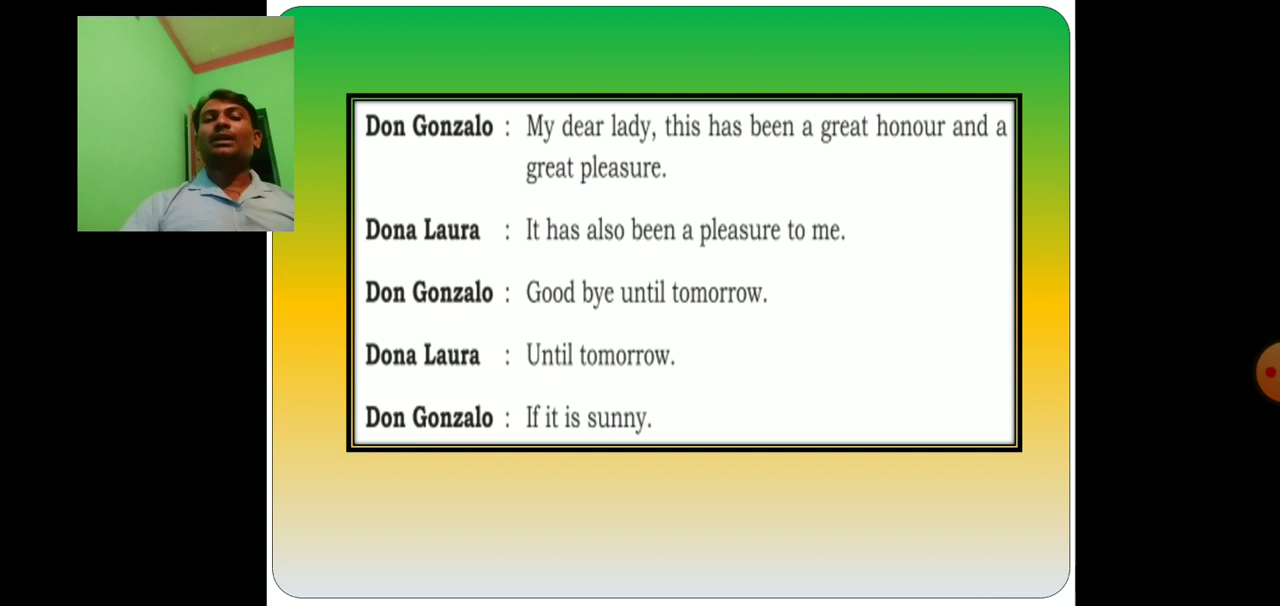 Don Gonzalo : My dear lady, this has been a great honour and a
great pleasure.
Dona Laura : It has also been a pleasure to me.
Don Gonzalo : Good bye until tomorrow.
Dona Laura : Until tomorrow.
Don Gonzalo : If it is sunny.